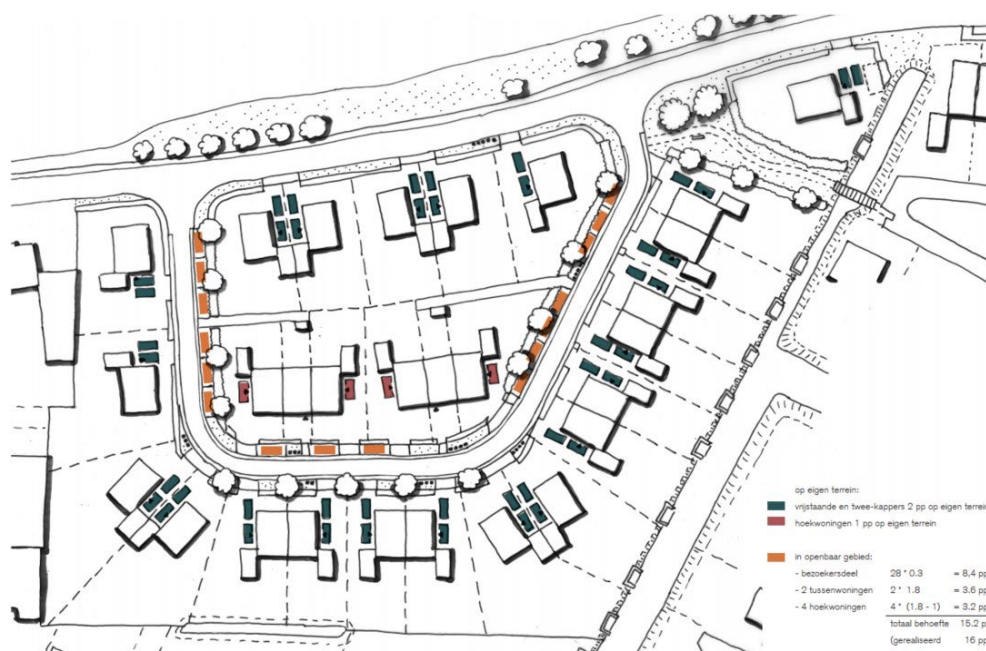 op eigen terrein:
vrijstaande en twee-kappers 2 pp op eigen terrein
hoekwoningen 1 pp op eigen terrein
in openbaar gebied:
- bezoekersdeel 28 * 0.3 = 8,4 pp
- 2 tussenwoningen 2 * 1.8 = 3.6 pp
- 4 hoekwoningen 4 * (1.8 - 1) = 3.2 pp
totaal behoefte 15.2 pp
(gerealiseerd 16 pp